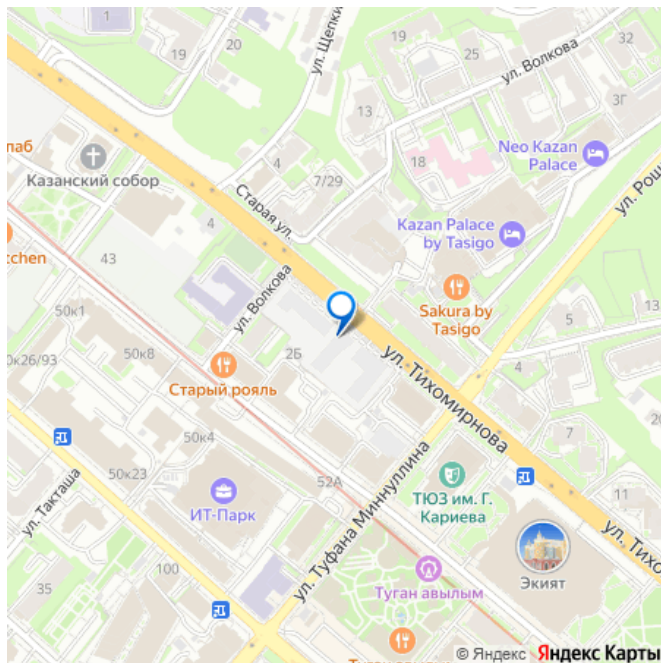 1
19
20
ул. Щепки
19
25
ул. Волкова
32
13
3Г
лаб
Казанский собор
4
7/29
18
Neo Kazan
Palace
Старая ул.
4
Kazan Palace
by Tasigo
ул. Рош
tchen
43
ул. Волкова
Sakura by
Tasigo
5
50к1
50к8
2Б
4
0к26/93
Старый рояль
ул. Тихомирнова
7
50к4
50к23
52А
ул. Такташа
ИТ-Парк
ТЮЗ им. Г.
Кариева
11
ул. Туфана Миннуллина
ул. Тихо
Экият
35
100
Туган авылым
© Яндекс Яндекс Карты